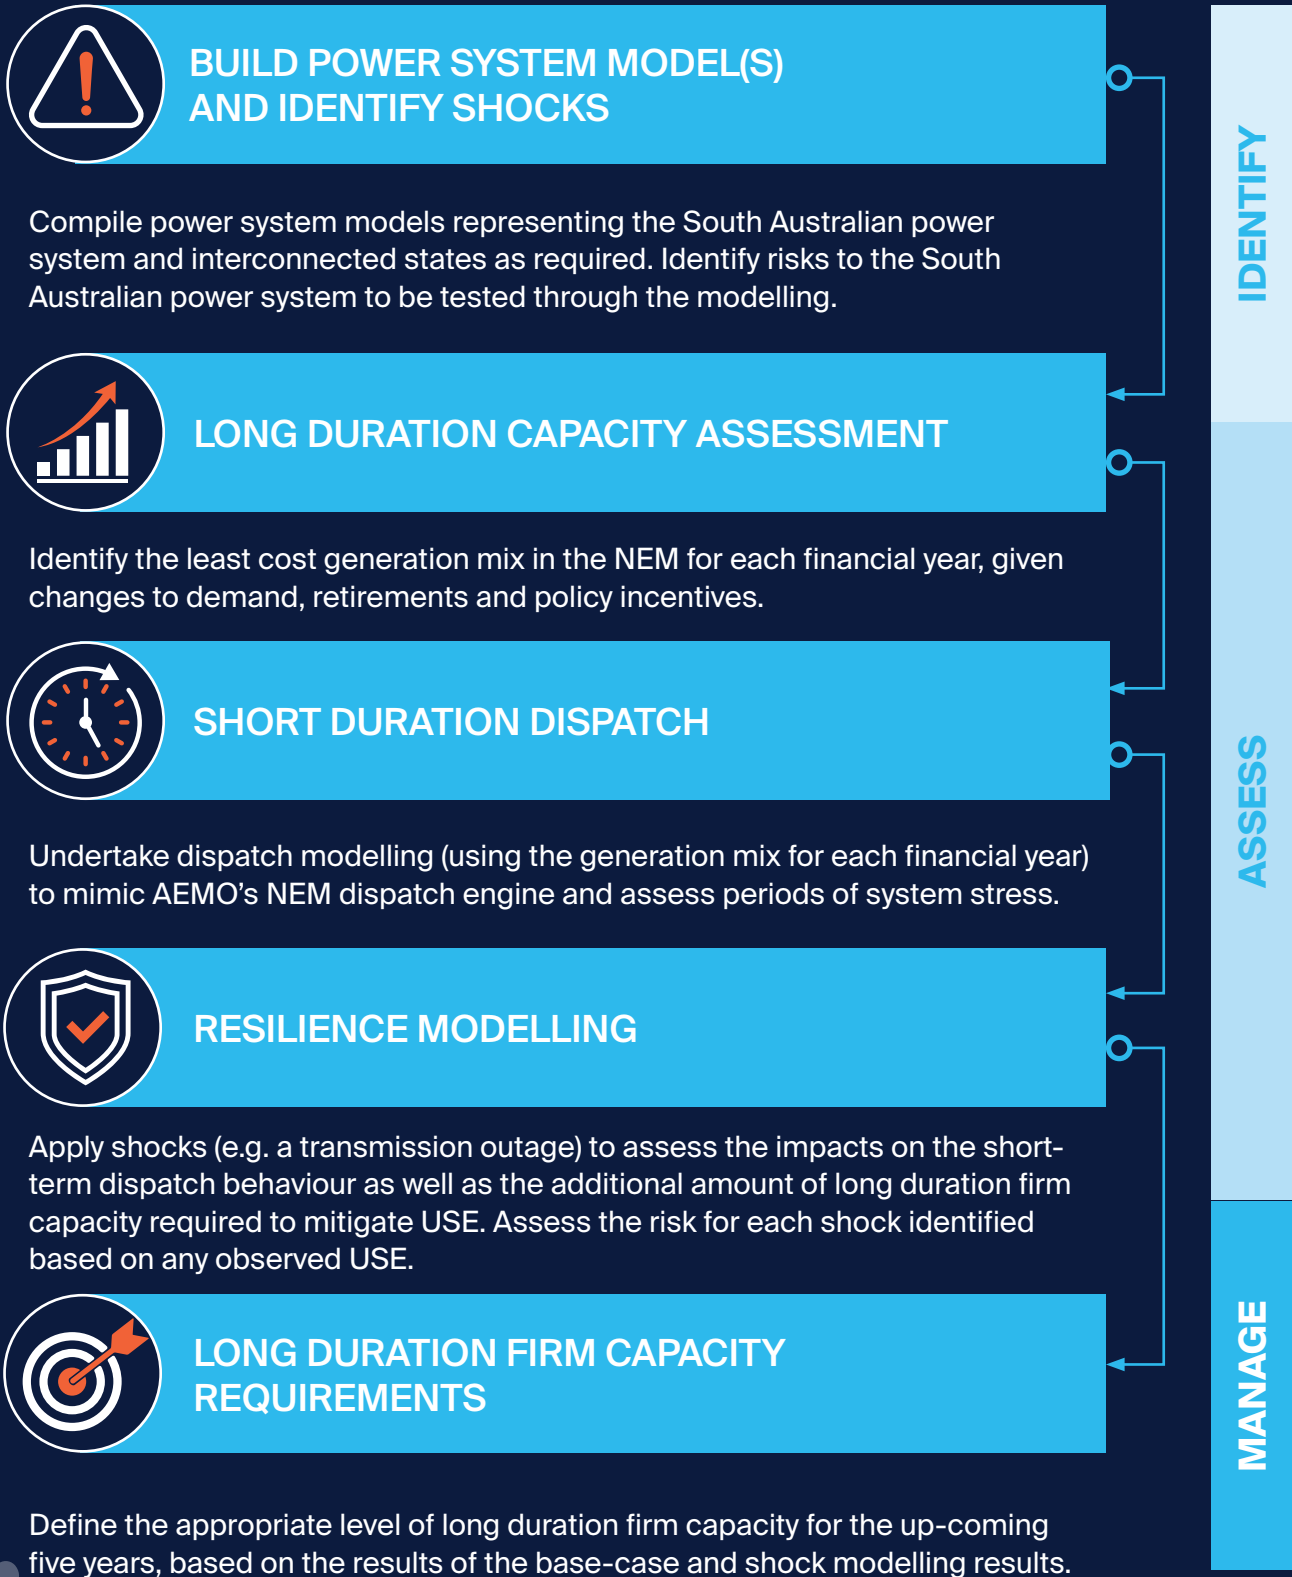 BUILD POWER SYSTEM MODEL(S)
AND IDENTIFY SHOCKS
Compile power system models representing the South Australian power
system and interconnected states as required. Identify risks to the South
Australian power system to be tested through the modelling.
IDENTIFY
LONG DURATION CAPACITY ASSESSMENT
Identify the least cost generation mix in the NEM for each financial year, given
changes to demand, retirements and policy incentives.
SHORT DURATION DISPATCH
Undertake dispatch modelling (using the generation mix for each financial year)
to mimic AEMO’s NEM dispatch engine and assess periods of system stress.
ASSESS
RESILIENCE MODELLING
Apply shocks (e.g. a transmission outage) to assess the impacts on the short-
term dispatch behaviour as well as the additional amount of long duration firm
capacity required to mitigate USE. Assess the risk for each shock identified
based on any observed USE.
LONG DURATION FIRM CAPACITY
REQUIREMENTS
Define the appropriate level of long duration firm capacity for the up-coming
five years, based on the results of the base-case and shock modelling results.
MANAGE